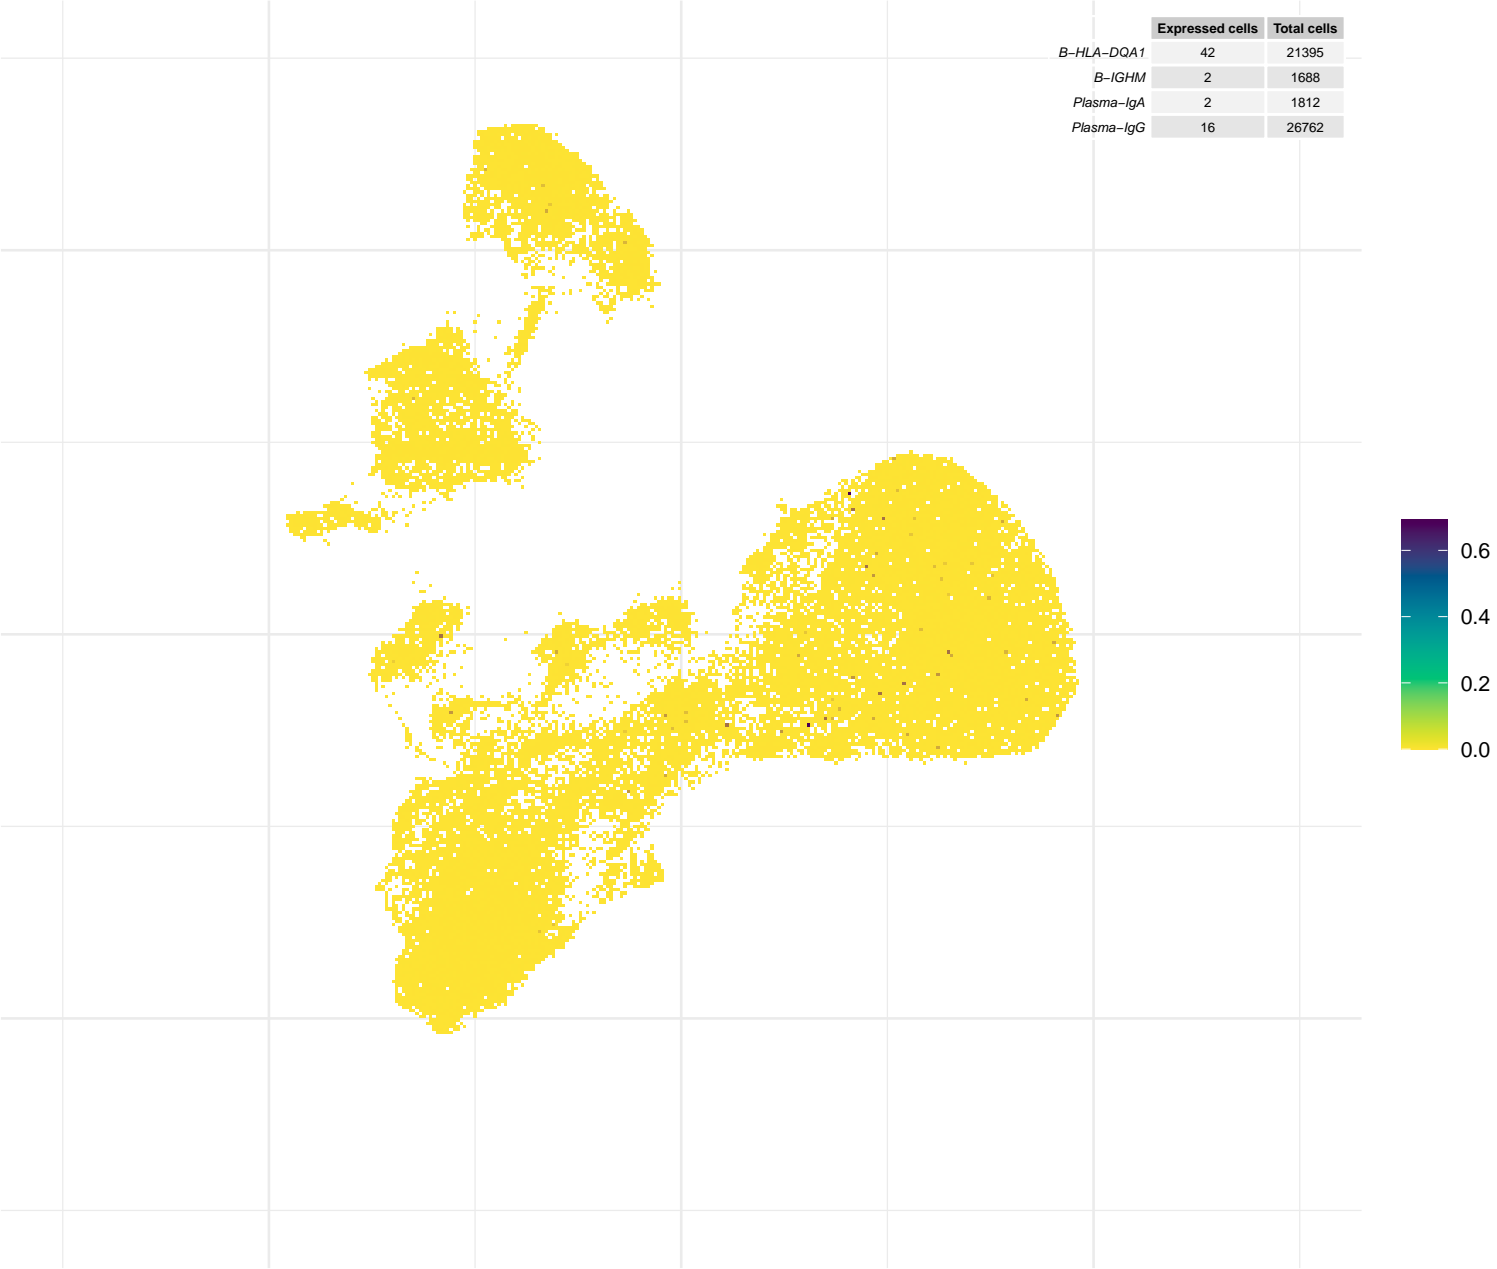 Expressed cells Total cells
B−HLA−DQA1 42 21395
B−IGHM 2 1688
Plasma−IgA 2 1812
Plasma−IgG 16 26762
0.6
0.4
0.2
0.0